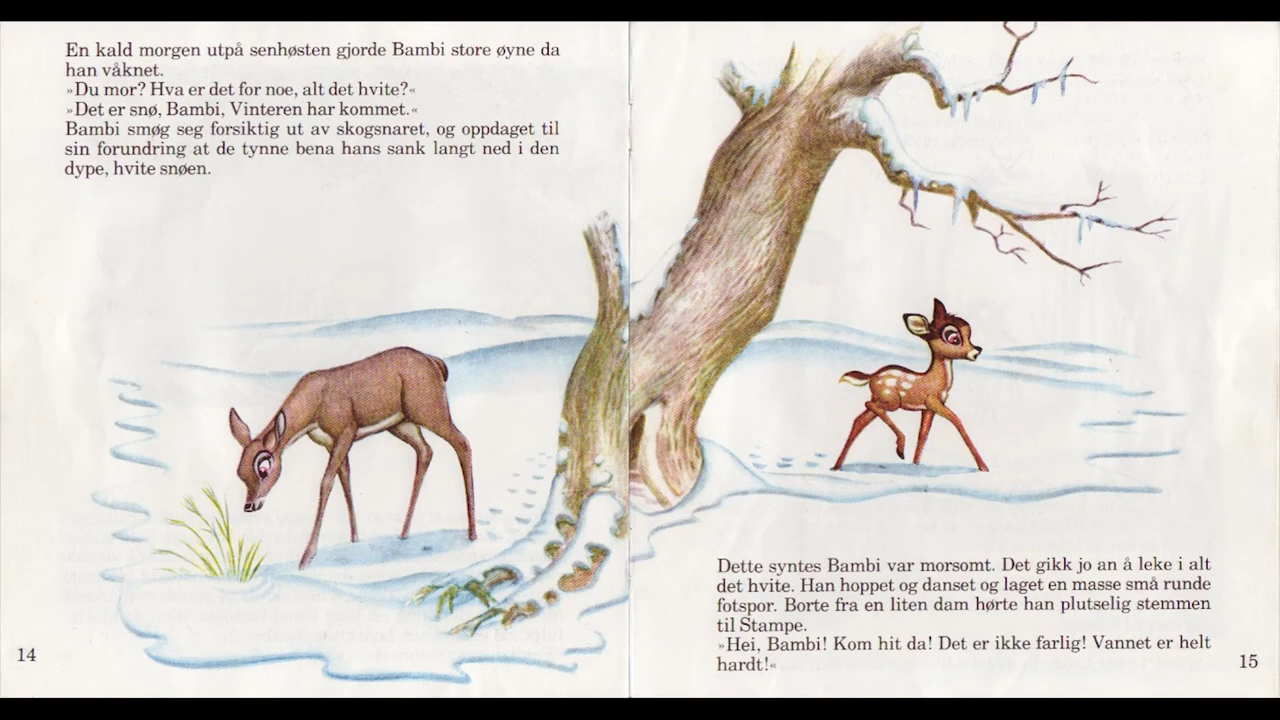 En kald morgen utpå senhøsten gjorde Bambi store øyne da
han våknet.
»Du mor? Hva er det for noe, alt det hvite?«
»Det er snø, Bambi, Vinteren har kommet.«
Bambi smøg seg forsiktig ut av skogsnaret, og oppdaget til
sin forundring at de tynne bena hans sank langt ned i den
dype, hvite snøen.
14
Dette syntes Bambi var morsomt. Det gikk jo an å leke i alt
det hvite. Han hoppet og danset og laget en masse små runde
fotspor. Borte fra en liten dam hørte han plutselig stemmen
til Stampe.
»Hei, Bambi! Kom hit da! Det er ikke farlig! Vannet er helt
hardt!«
15